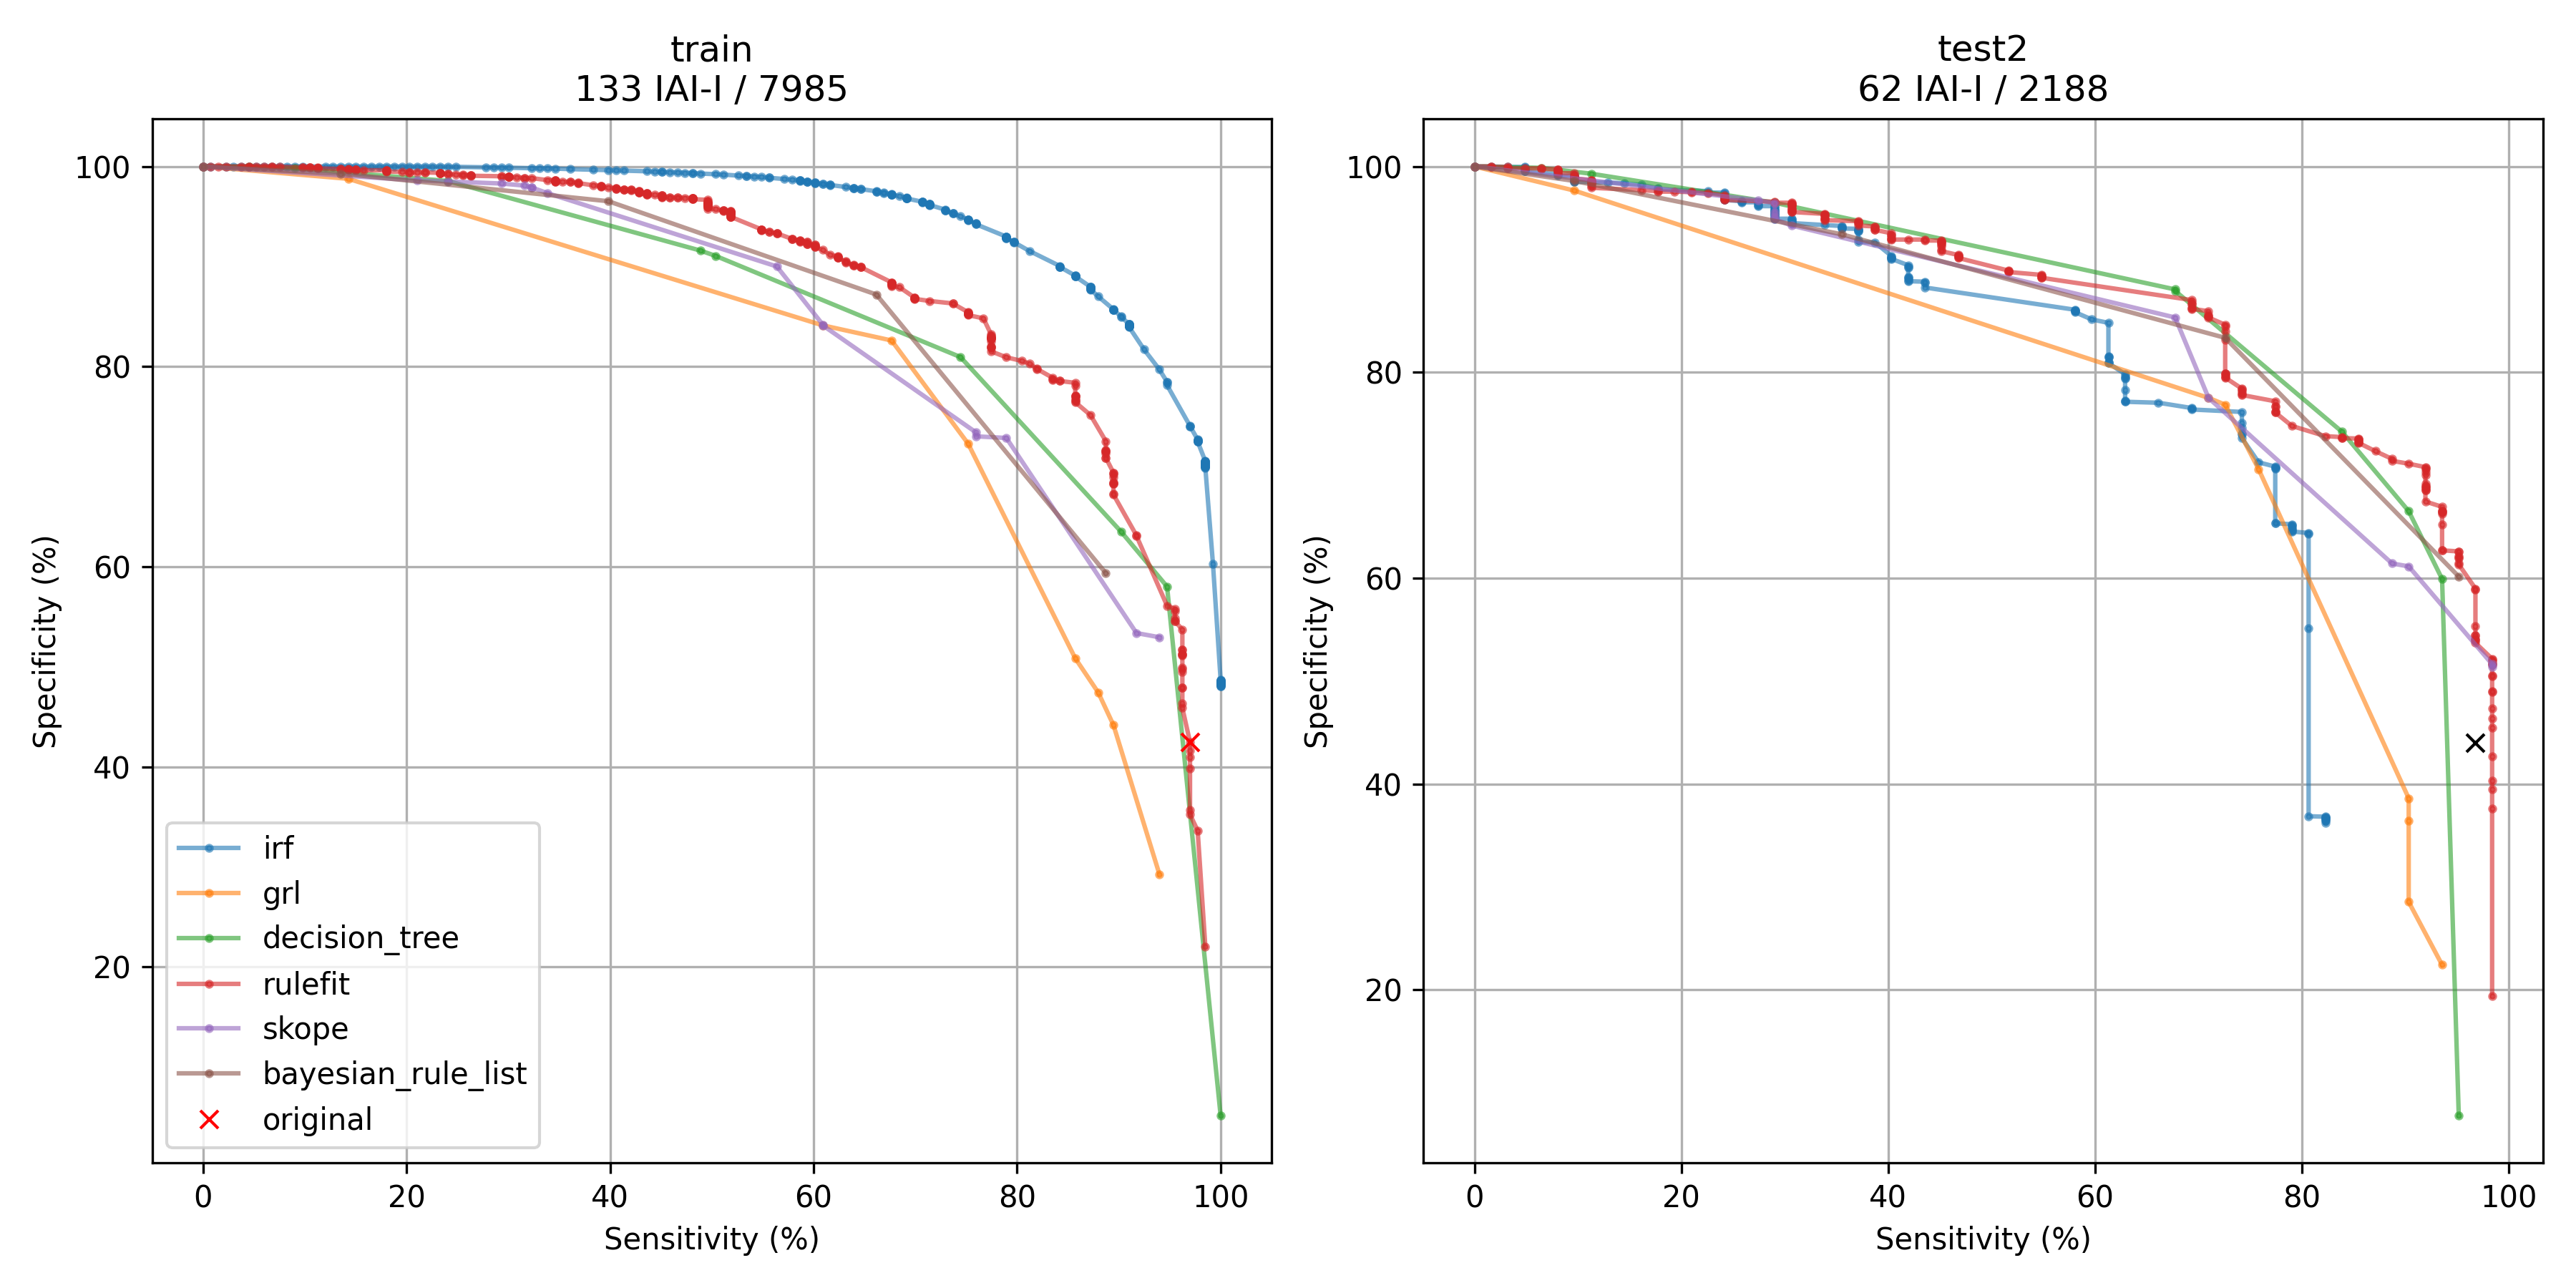 train
133 IAI-I / 7985
100
80
60
40
20
Specificity (%)
0
20
40
60
80
100
Sensitivity (%)
irf
grl
decision_tree
rulefit
skope
bayesian_rule_list
original
test2
62 IAI-I / 2188
100
80
60
40
20
Specificity (%)
0
20
40
60
80
100
Sensitivity (%)